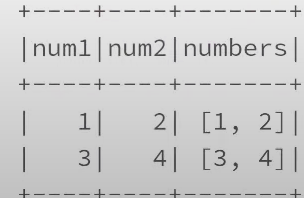 +----+----+-------+
|num1|num2|numbers|
+----+----+-------+
|   1|   2| [1, 2]|
|   3|   4| [3, 4]|
+----+----+-------+